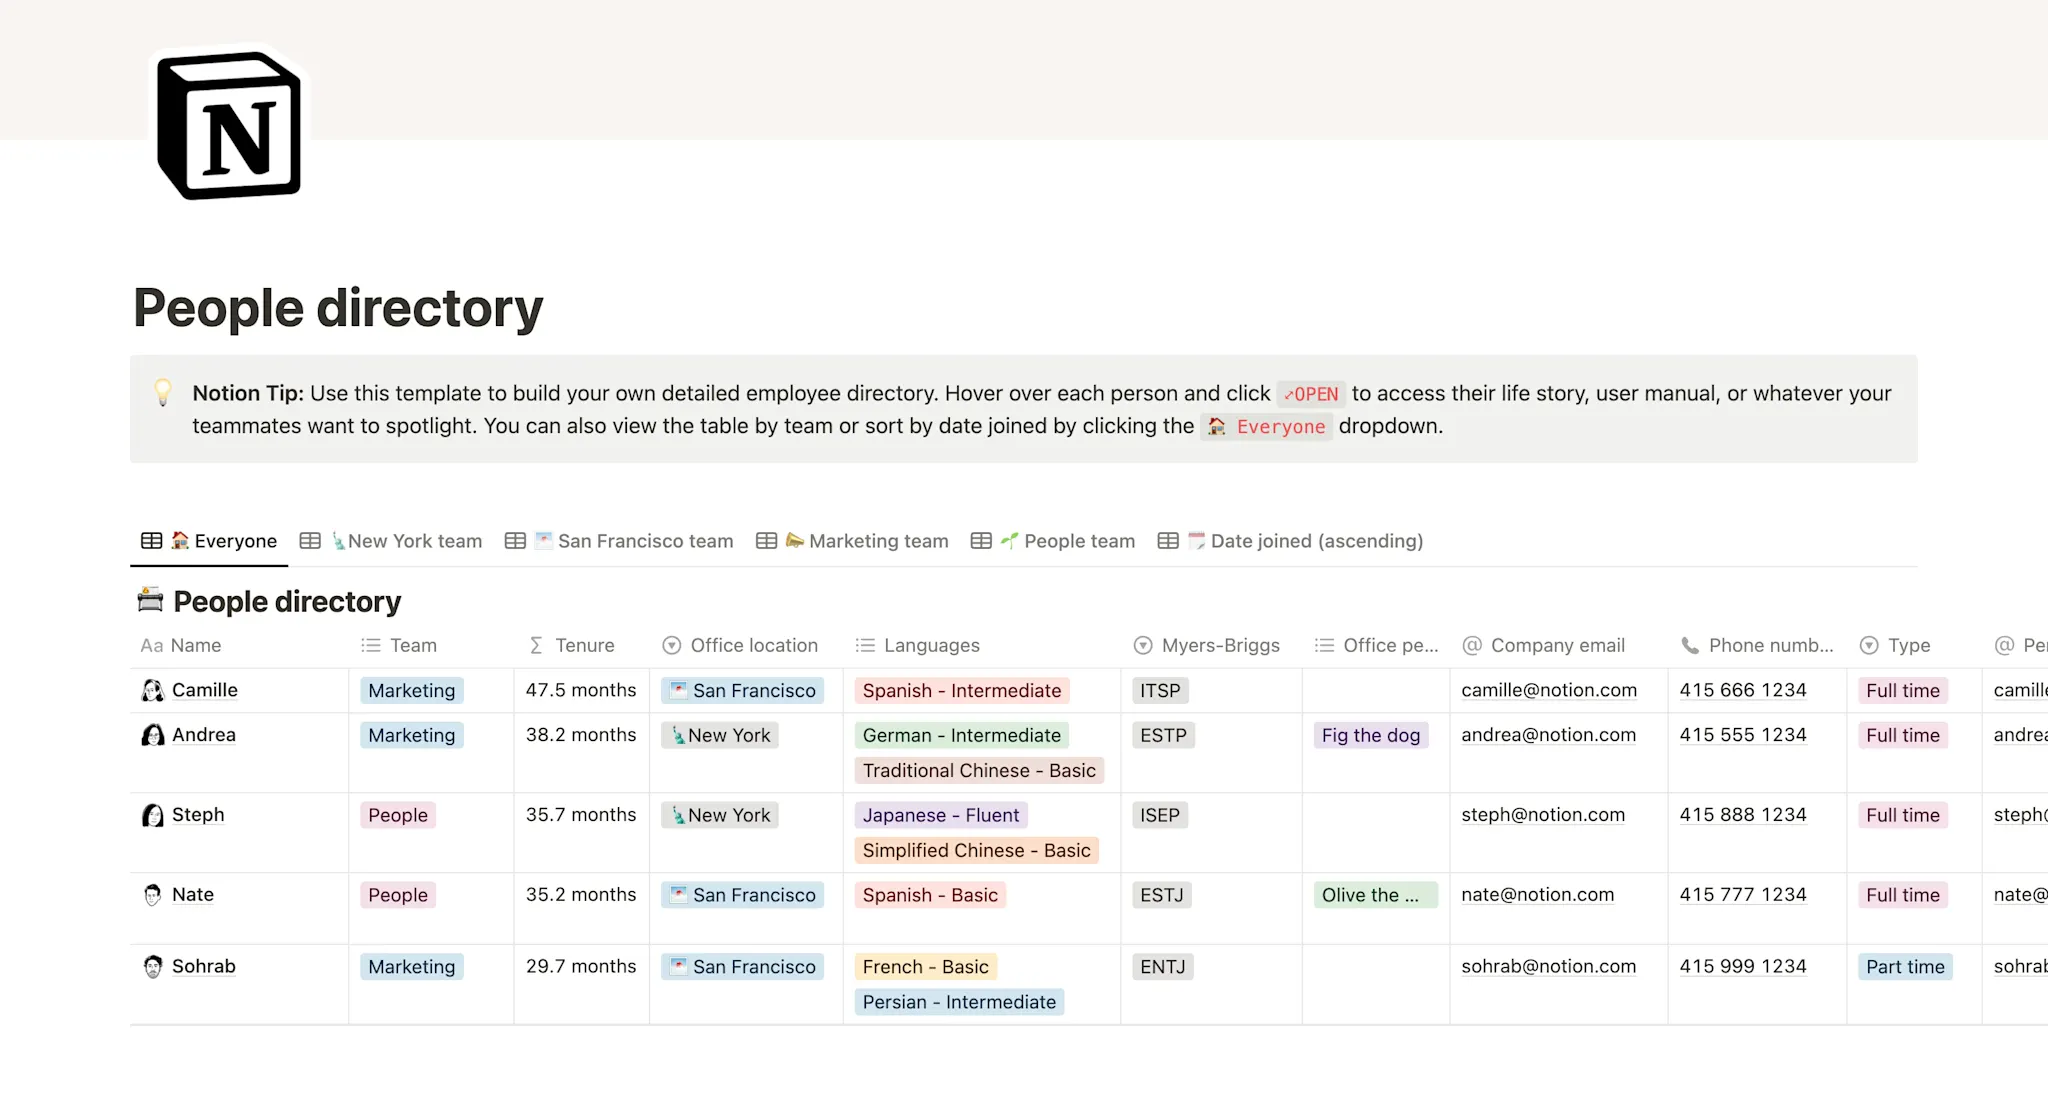 N
People directory
Notion Tip: Use this template to build your own detailed employee directory. Hover over each person and click ⤢OPEN to access their life story, user manual, or whatever your
teammates want to spotlight. You can also view the table by team or sort by date joined by clicking the 🏠 Everyone dropdown.
Everyone New York team San Francisco team Marketing team People team Date joined (ascending)
People directory
Aa Name Team Σ Tenure Office location Languages Myers-Briggs Office pe... @ Company email Phone numb... Type @ Per
Camille Marketing 47.5 months San Francisco Spanish - Intermediate ITSP camille@notion.com 415 666 1234 Full time camille
Andrea Marketing 38.2 months New York German - Intermediate ESTP Fig the dog andrea@notion.com 415 555 1234 Full time andrea
Traditional Chinese - Basic
Steph People 35.7 months New York Japanese - Fluent ISEP steph@notion.com 415 888 1234 Full time steph@
Simplified Chinese - Basic
Nate People 35.2 months San Francisco Spanish - Basic ESTJ Olive the ... nate@notion.com 415 777 1234 Full time nate@
Sohrab Marketing 29.7 months San Francisco French - Basic ENTJ sohrab@notion.com 415 999 1234 Part time sohrab
Persian - Intermediate